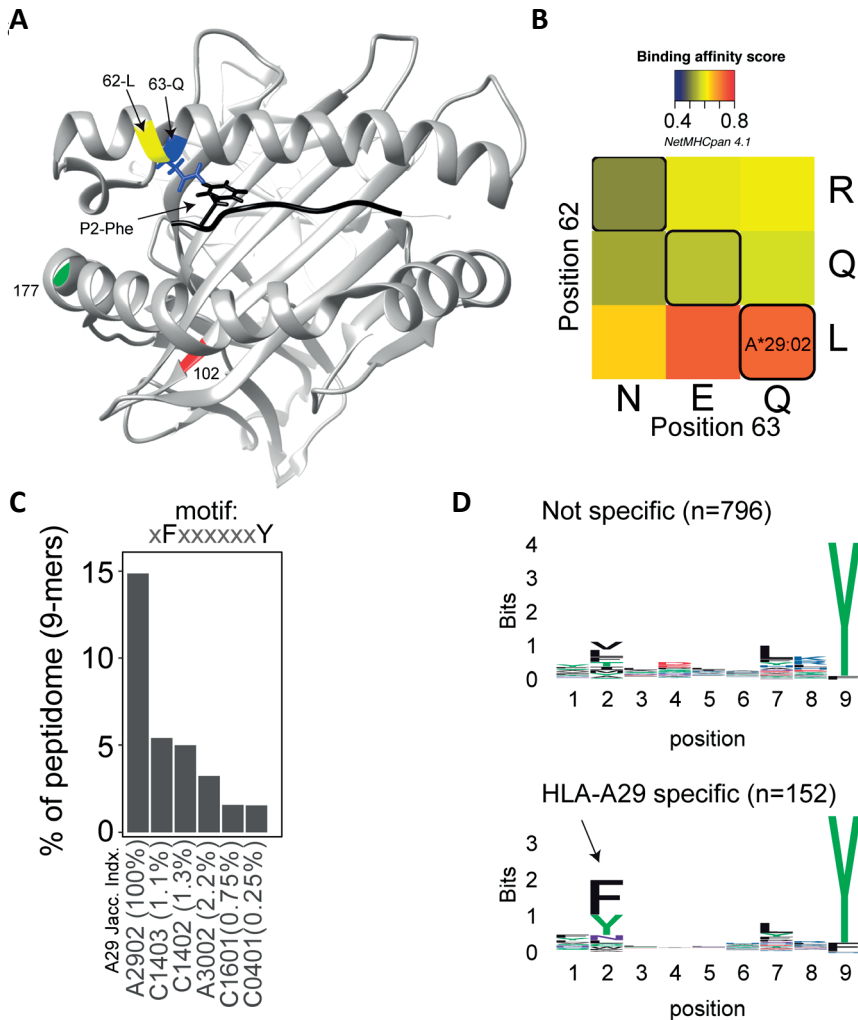 A
62-L
63-Q
P2-Phe
177
102
B
Binding affinity score
0.4 0.8
NetMHCpan 4.1
Position 62
R
Q
L
A*29:02
N E Q
Position 63
C
motif:
xFxxxxxxY
% of peptidome (9-mers)
15
10
5
0
A29 Jacc. Indx.
A2902 (100%)
C1403 (1.1%)
C1402 (1.3%)
A3002 (2.2%)
C1601(0.75%)
C0401(0.25%)
D
Not specific (n=796)
Bits
4
3
2
1
0
1 2 3 4 5 6 7 8 9
position
HLA-A29 specific (n=152)
Bits
3
2
1
0
F
Y
N
L
Y
1 2 3 4 5 6 7 8 9
position